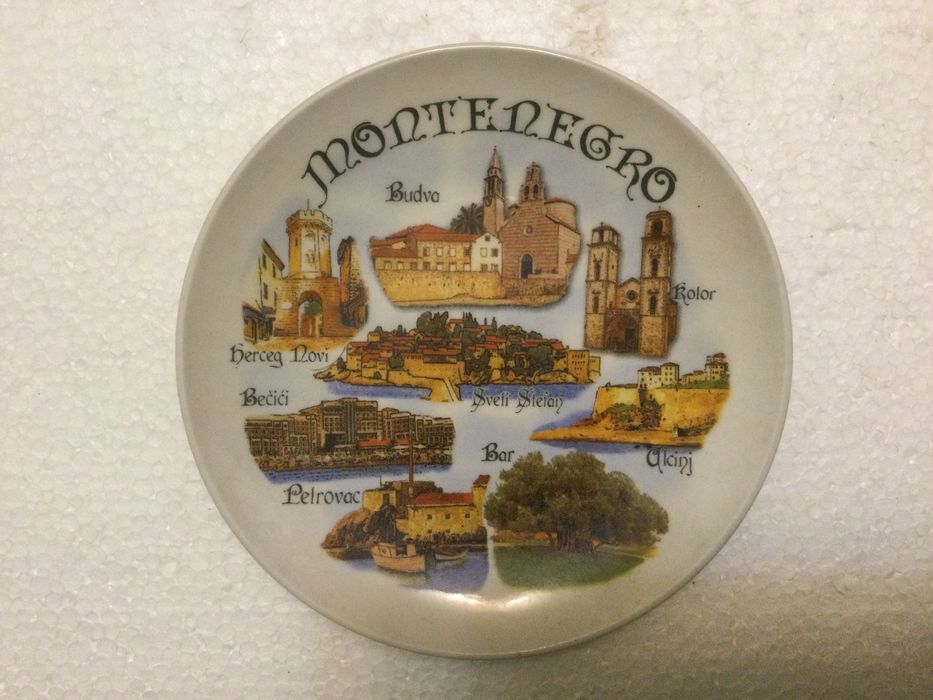 MONTENEGRO
Budva
Kotor
Herceg Novi
Sveti Stefan
Bečići
Bar
Ulcinj
Petrovac